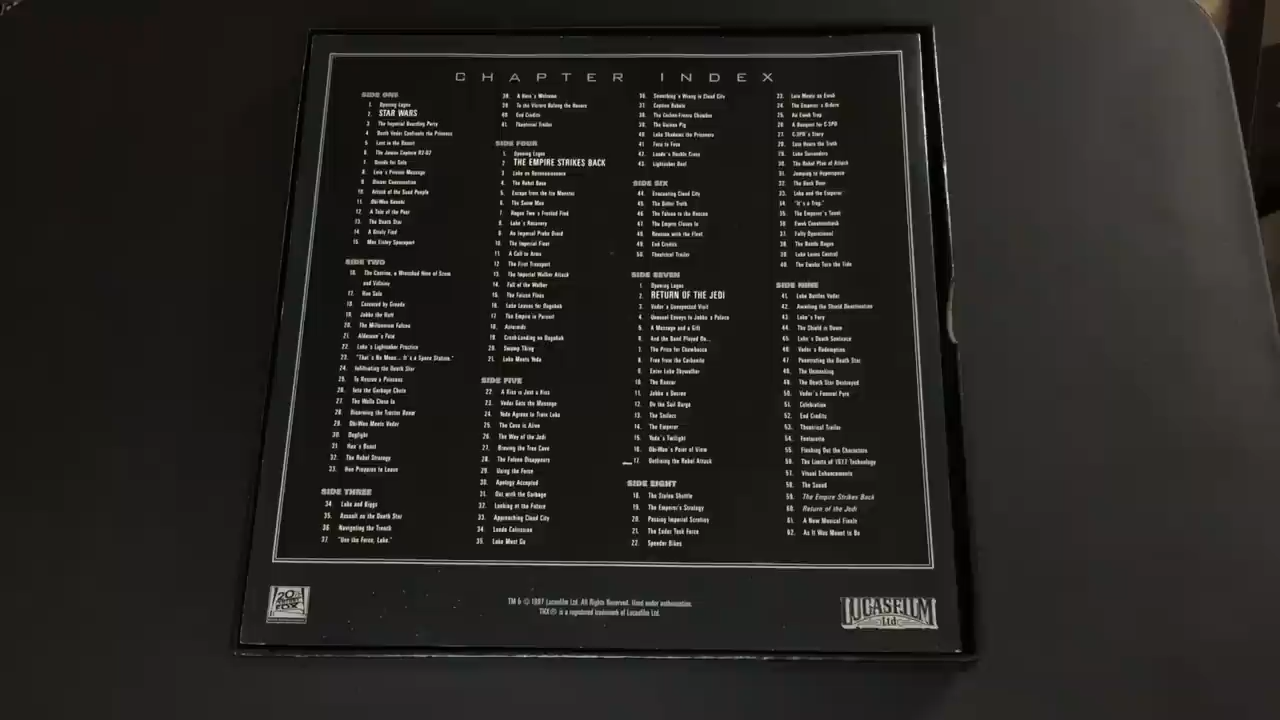 CHAPTER INDEX
SIDE ONE
1. Opening Logos
2. STAR WARS
3. The Imperial Boarding Party
4. Darth Vader Confronts the Princess
5. Lost in the Desert
6. The Jawas Capture R2-D2
7. Droids for Sale
8. Leia's Private Message
9. Dinner Conversation
10. Attack of the Sand People
11. Obi-Wan Kenobi
12. A Tale of the Past
13. The Death Star
14. A Grisly Find
15. Mos Eisley Spaceport
SIDE TWO
16. The Cantina, a Wretched Hive of Scum
and Villainy
17. Han Solo
18. Cornered by Greedo
19. Jabba the Hutt
20. The Millennium Falcon
21. Alderaan's Fate
22. Luke's Lightsaber Practice
23. "That's No Moon... It's a Space Station."
24. Infiltrating the Death Star
25. To Rescue a Princess
26. Into the Garbage Chute
27. The Walls Close In
28. Disarming the Tractor Beam
29. Obi-Wan Meets Vader
30. Dogfight
31. Han's Boast
32. The Rebel Strategy
33. Han Prepares to Leave
SIDE THREE
34. Luke and Biggs
35. Assault on the Death Star
36. Navigating the Trench
37. "Use the Force, Luke."
38. A Hero's Welcome
39. To the Victors Belong the Honors
40. End Credits
41. Theatrical Trailer
SIDE FOUR
1. Opening Logos
2. THE EMPIRE STRIKES BACK
3. Luke on Reconnaissance
4. The Rebel Base
5. Escape from the Ice Monster
6. The Snow Man
7. Rogue Two's Frosted Find
8. Luke's Recovery
9. An Imperial Probe Droid
10. The Imperial Fleet
11. A Call to Arms
12. The First Transport
13. The Imperial Walker Attack
14. Fall of the Walker
15. The Falcon Flees
16. Luke Leaves for Dagobah
17. The Empire in Pursuit
18. Asteroids
19. Crash-Landing on Dagobah
20. Swamp Thing
21. Luke Meets Yoda
SIDE FIVE
22. A Kiss is Just a Kiss
23. Vader Gets the Message
24. Yoda Agrees to Train Luke
25. The Cave is Alive
26. The Way of the Jedi
27. Braving the Tree Cave
28. The Falcon Disappears
29. Using the Force
30. Apology Accepted
31. Out with the Garbage
32. Looking at the Future
33. Approaching Cloud City
34. Lando Calrissian
35. Luke Must Go
36. Something's Wrong in Cloud City
37. Captive Rebels
38. The Carbon-Freeze Chamber
39. The Guinea Pig
40. Luke Shadows the Prisoners
41. Face to Face
42. Lando's Double Cross
43. Lightsaber Duel
SIDE SIX
44. Evacuating Cloud City
45. The Bitter Truth
46. The Falcon to the Rescue
47. The Empire Closes In
48. Reunion with the Fleet
49. End Credits
50. Theatrical Trailer
SIDE SEVEN
1. Opening Logos
2. RETURN OF THE JEDI
3. Vader's Unexpected Visit
4. Unusual Envoys to Jabba's Palace
5. A Message and a Gift
6. And the Band Played On...
7. The Price for Chewbacca
8. Free from the Carbonite
9. Enter Luke Skywalker
10. The Rancor
11. Jabba's Decree
12. On the Sail Barge
13. The Sarlacc
14. The Emperor
15. Yoda's Twilight
16. Obi-Wan's Point of View
17. Outlining the Rebel Attack
SIDE EIGHT
18. The Stolen Shuttle
19. The Emperor's Strategy
20. Passing Imperial Scrutiny
21. The Endor Task Force
22. Speeder Bikes
23. Leia Meets an Ewok
24. The Emperor's Orders
25. An Ewok Trap
26. A Banquet for C-3PO
27. C-3PO's Story
28. Leia Hears the Truth
29. Luke Surrenders
30. The Rebel Plan of Attack
31. Jumping to Hyperspace
32. The Back Door
33. Luke and the Emperor
34. "It's a Trap."
35. The Emperor's Taunt
36. Ewok Counterattack
37. Fully Operational
38. The Battle Rages
39. Luke Loses Control
40. The Ewoks Turn the Tide
SIDE NINE
41. Luke Battles Vader
42. Awaiting the Shield Deactivation
43. Luke's Fury
44. The Shield is Down
45. Luke's Death Sentence
46. Vader's Redemption
47. Penetrating the Death Star
48. The Unmasking
49. The Death Star Destroyed
50. Vader's Funeral Pyre
51. Celebration
52. End Credits
53. Theatrical Trailer
54. Featurette
55. Fleshing Out the Characters
56. The Limits of 1977 Technology
57. Visual Enhancements
58. The Sound
59. The Empire Strikes Back
60. Return of the Jedi
61. A New Musical Finale
62. As It Was Meant to Be
20th CENTURY FOX
TM & © 1997 Lucasfilm Ltd. All Rights Reserved. Used under authorization.
THX® is a registered trademark of Lucasfilm Ltd.
LUCASFILM
Ltd